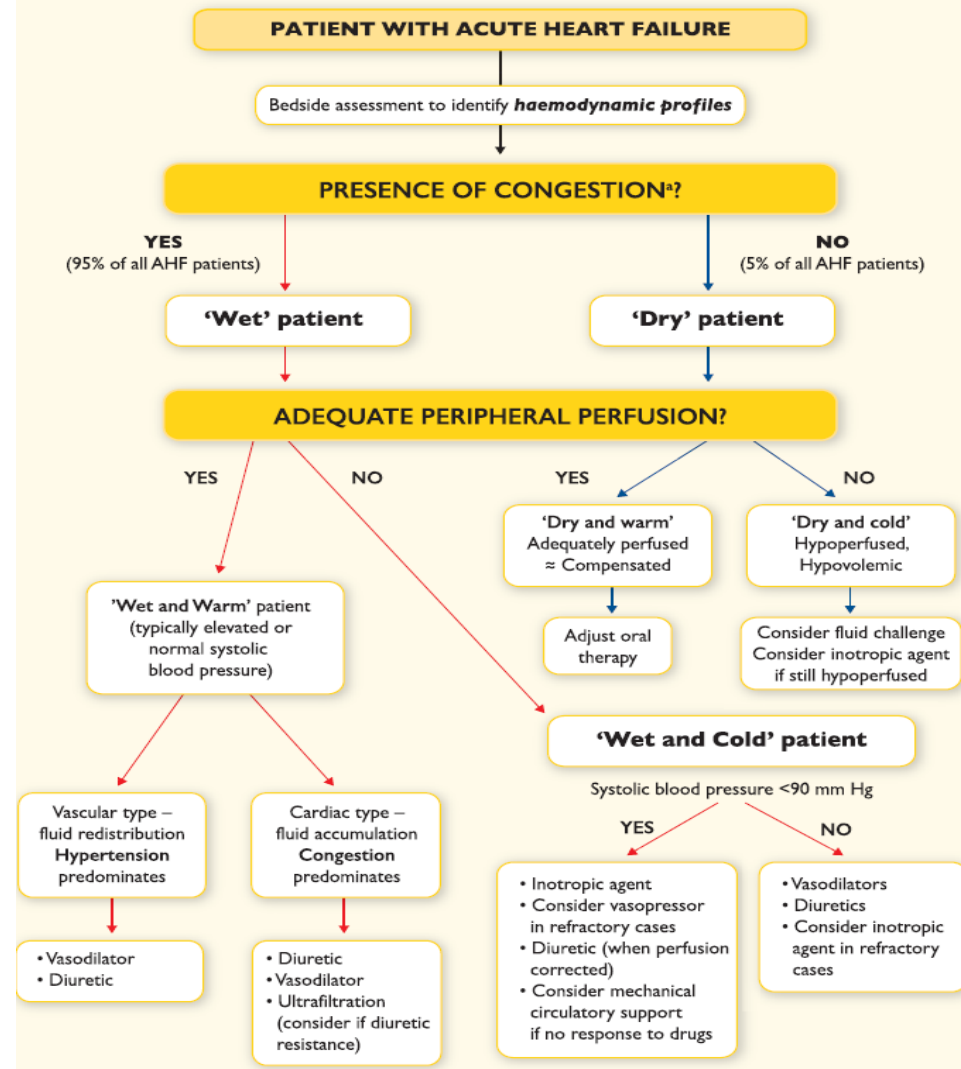 PATIENT WITH ACUTE HEART FAILURE
Bedside assessment to identify haemodynamic profiles
PRESENCE OF CONGESTIONᵃ?
YES
(95% of all AHF patients)
NO
(5% of all AHF patients)
‘Wet’ patient
‘Dry’ patient
ADEQUATE PERIPHERAL PERFUSION?
YES
NO
YES
NO
‘Dry and warm’
Adequately perfused
≈ Compensated
‘Dry and cold’
Hypoperfused,
Hypovolemic
’Wet and Warm’ patient
(typically elevated or
normal systolic
blood pressure)
Adjust oral
therapy
Consider fluid challenge
Consider inotropic agent
if still hypoperfused
‘Wet and Cold’ patient
Systolic blood pressure <90 mm Hg
YES
NO
Vascular type –
fluid redistribution
Hypertension
predominates
Cardiac type –
fluid accumulation
Congestion
predominates
• Vasodilator
• Diuretic
• Diuretic
• Vasodilator
• Ultrafiltration
(consider if diuretic
resistance)
• Inotropic agent
• Consider vasopressor
in refractory cases
• Diuretic (when perfusion
corrected)
• Consider mechanical
circulatory support
if no response to drugs
• Vasodilators
• Diuretics
• Consider inotropic
agent in refractory
cases